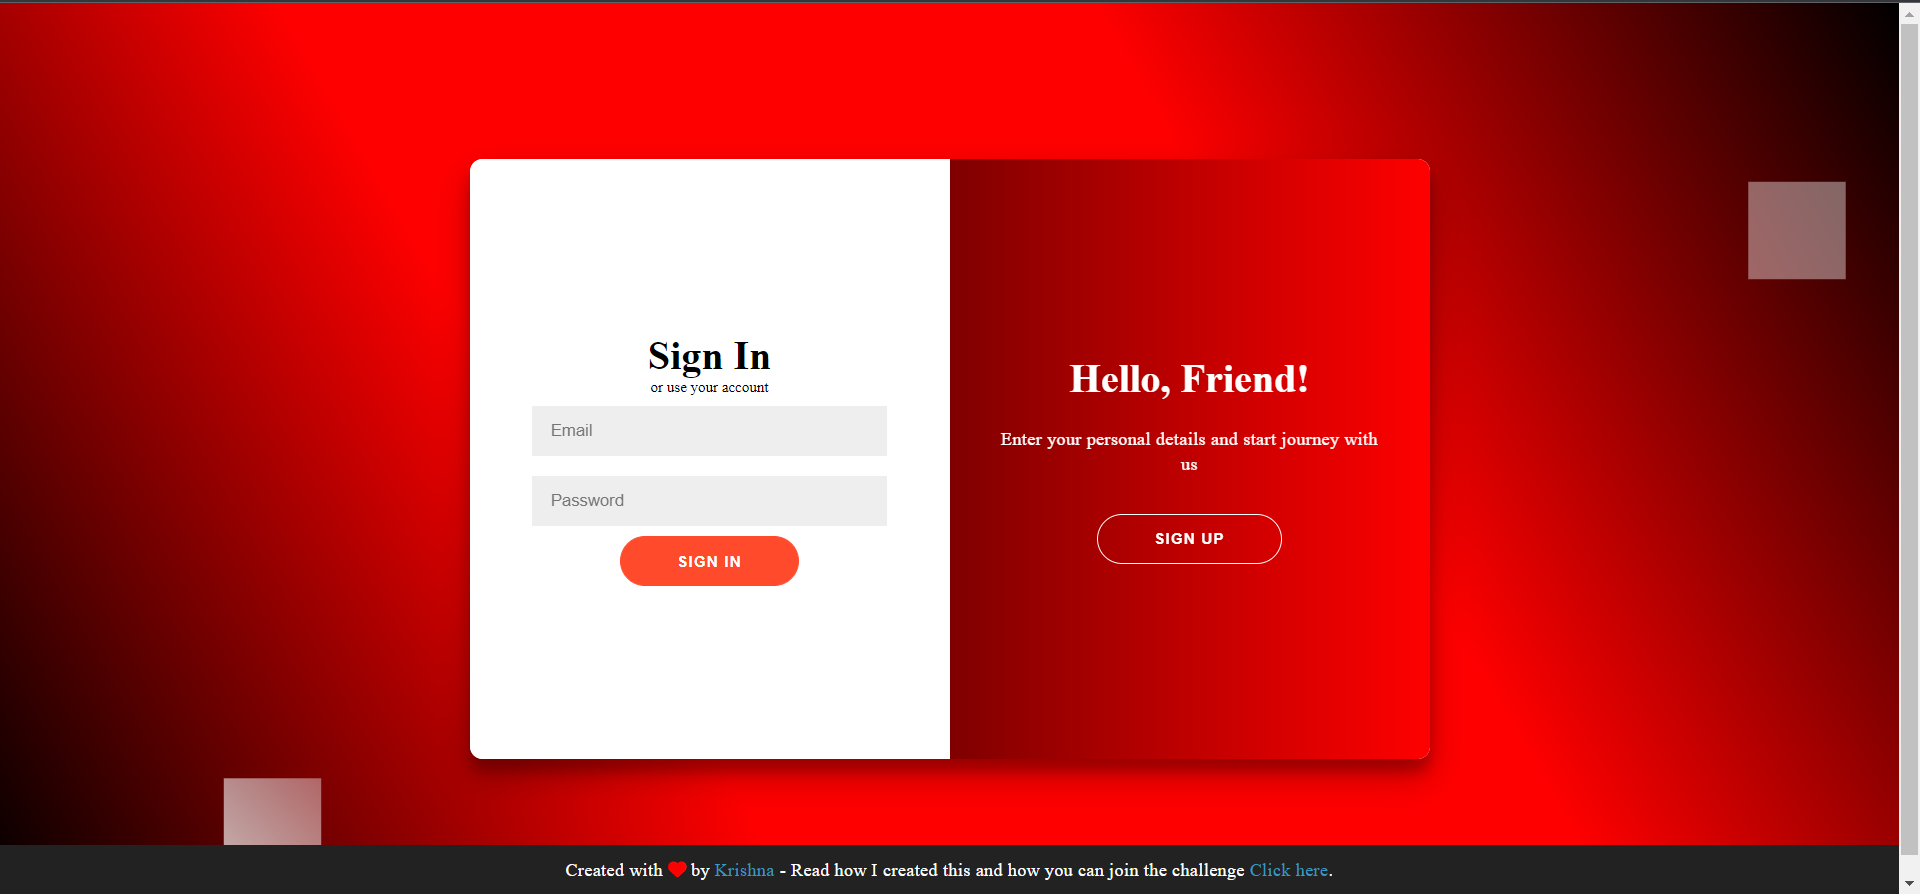 Sign In
or use your account
Email
Password
SIGN IN
Hello, Friend!
Enter your personal details and start journey with
us
SIGN UP
Created with by Krishna - Read how I created this and how you can join the challenge Click here.